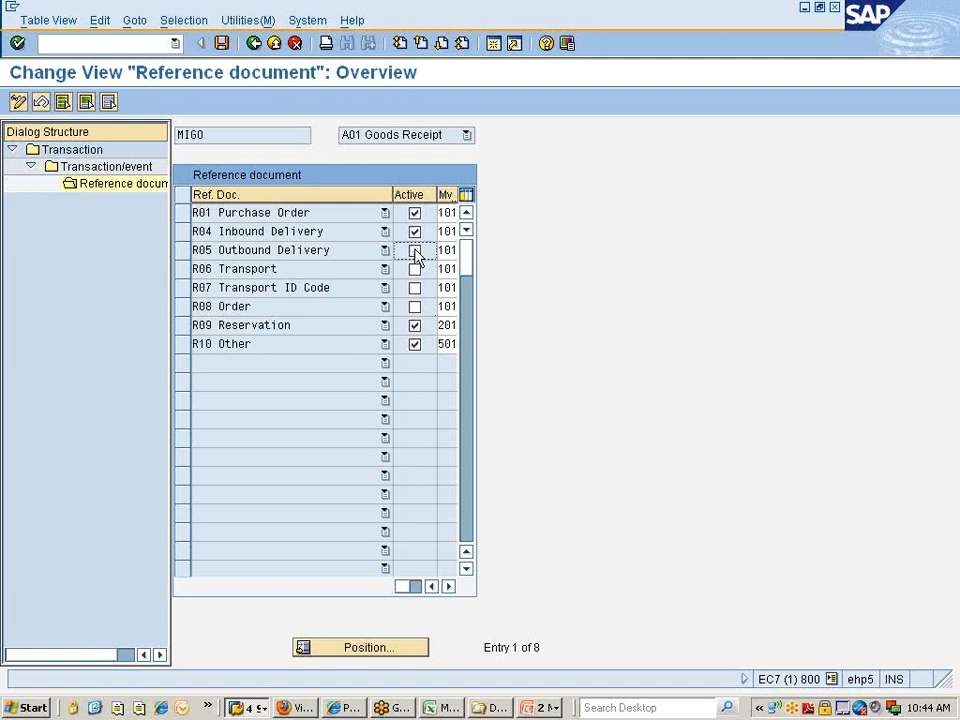 Table View Edit Goto Selection Utilities(M) System Help
SAP
Change View "Reference document": Overview
Dialog Structure
Transaction
Transaction/event
Reference docum
MIGO
A01 Goods Receipt
Reference document
Ref. Doc. Active Mv
R01 Purchase Order 101
R04 Inbound Delivery 101
R05 Outbound Delivery 101
R06 Transport 101
R07 Transport ID Code 101
R08 Order 101
R09 Reservation 201
R10 Other 501
Position...
Entry 1 of 8
EC7 (1) 800 ehp5 INS
Start » 4 S Vi... P... G... M... D... 2 M Search Desktop « 10:44 AM